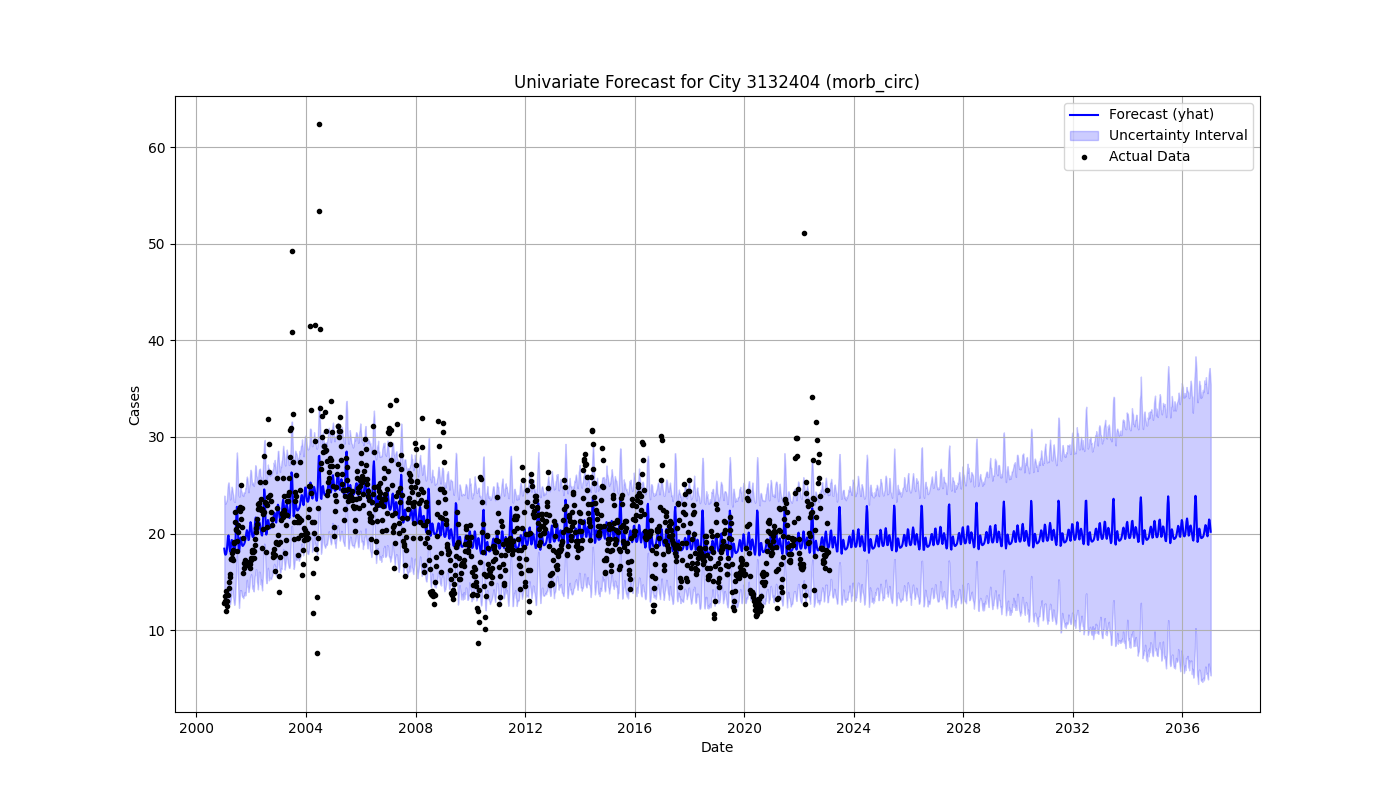 Univariate Forecast for City 3132404 (morb_circ)
Forecast (yhat)
Uncertainty Interval
Actual Data
Cases
60
50
40
30
20
10
2000 2004 2008 2012 2016 2020 2024 2028 2032 2036
Date